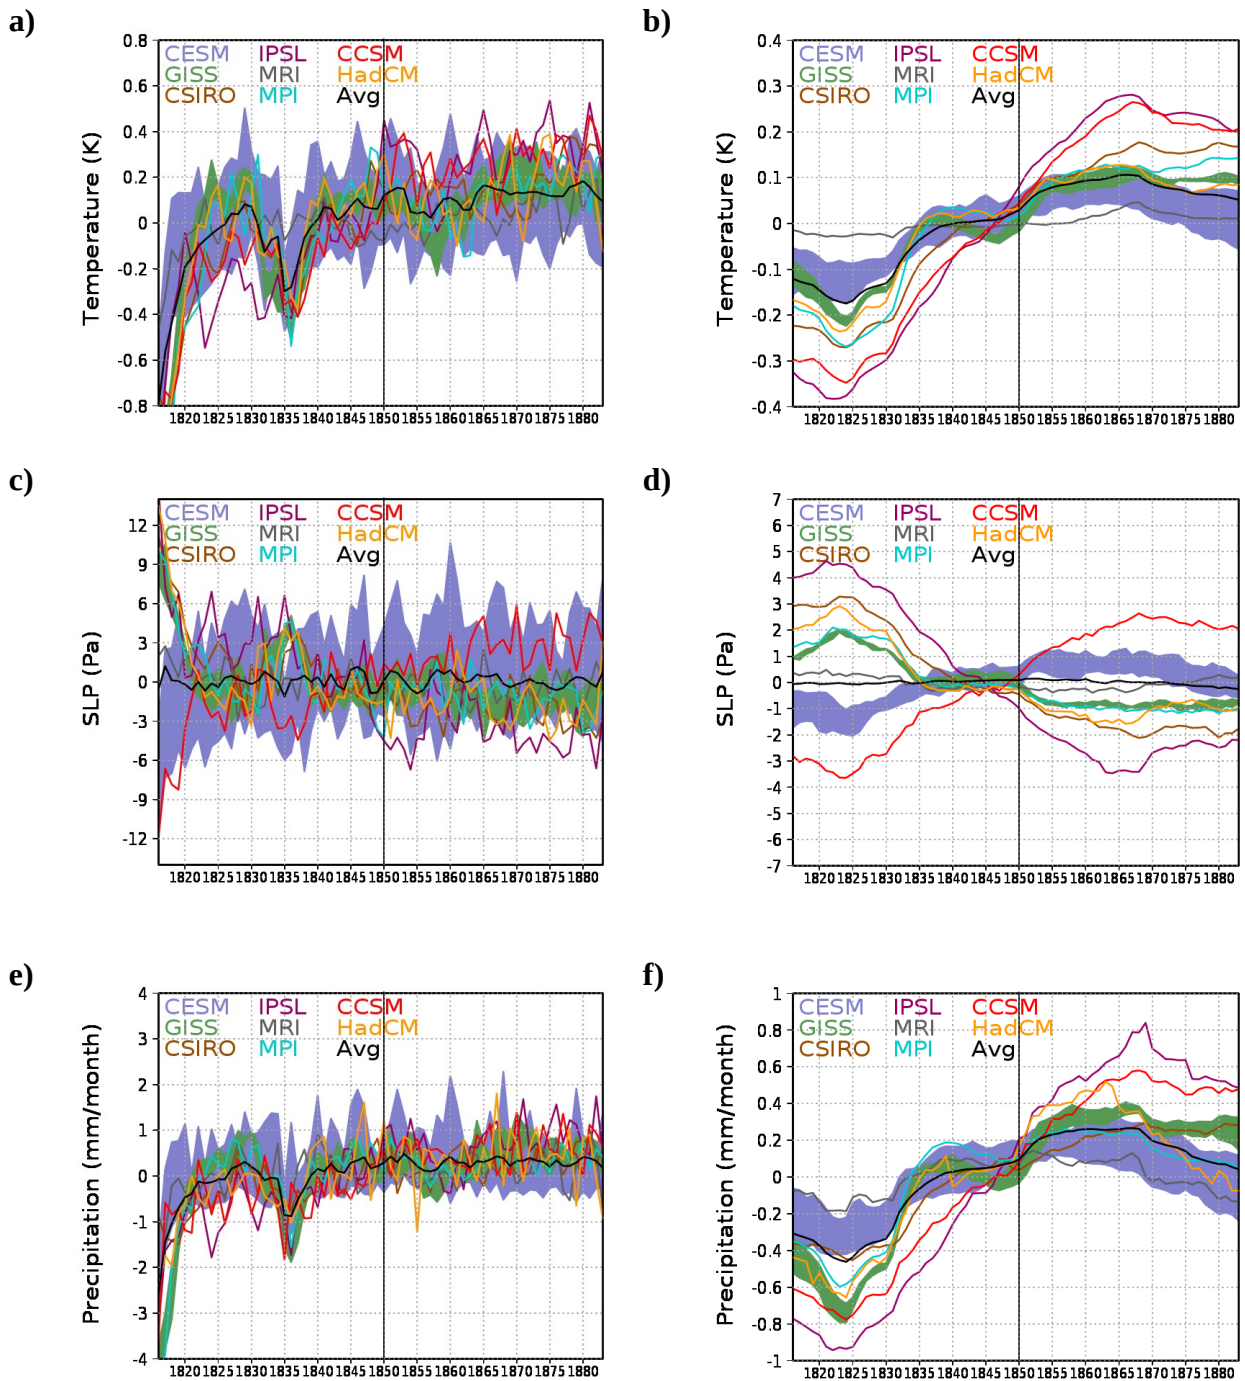 a)
CESM IPSL CCSM
GISS MRI HadCM
CSIRO MPI Avg
Temperature (K)
0.8
0.6
0.4
0.2
0
-0.2
-0.4
-0.6
-0.8
1820 1825 1830 1835 1840 1845 1850 1855 1860 1865 1870 1875 1880
b)
CESM IPSL CCSM
GISS MRI HadCM
CSIRO MPI Avg
Temperature (K)
0.4
0.3
0.2
0.1
0
-0.1
-0.2
-0.3
-0.4
1820 1825 1830 1835 1840 1845 1850 1855 1860 1865 1870 1875 1880
c)
CESM IPSL CCSM
GISS MRI HadCM
CSIRO MPI Avg
SLP (Pa)
12
9
6
3
0
-3
-6
-9
-12
1820 1825 1830 1835 1840 1845 1850 1855 1860 1865 1870 1875 1880
d)
CESM IPSL CCSM
GISS MRI HadCM
CSIRO MPI Avg
SLP (Pa)
7
6
5
4
3
2
1
0
-1
-2
-3
-4
-5
-6
-7
1820 1825 1830 1835 1840 1845 1850 1855 1860 1865 1870 1875 1880
e)
CESM IPSL CCSM
GISS MRI HadCM
CSIRO MPI Avg
Precipitation (mm/month)
4
3
2
1
0
-1
-2
-3
-4
1820 1825 1830 1835 1840 1845 1850 1855 1860 1865 1870 1875 1880
f)
CESM IPSL CCSM
GISS MRI HadCM
CSIRO MPI Avg
Precipitation (mm/month)
1
0.8
0.6
0.4
0.2
0
-0.2
-0.4
-0.6
-0.8
-1
1820 1825 1830 1835 1840 1845 1850 1855 1860 1865 1870 1875 1880